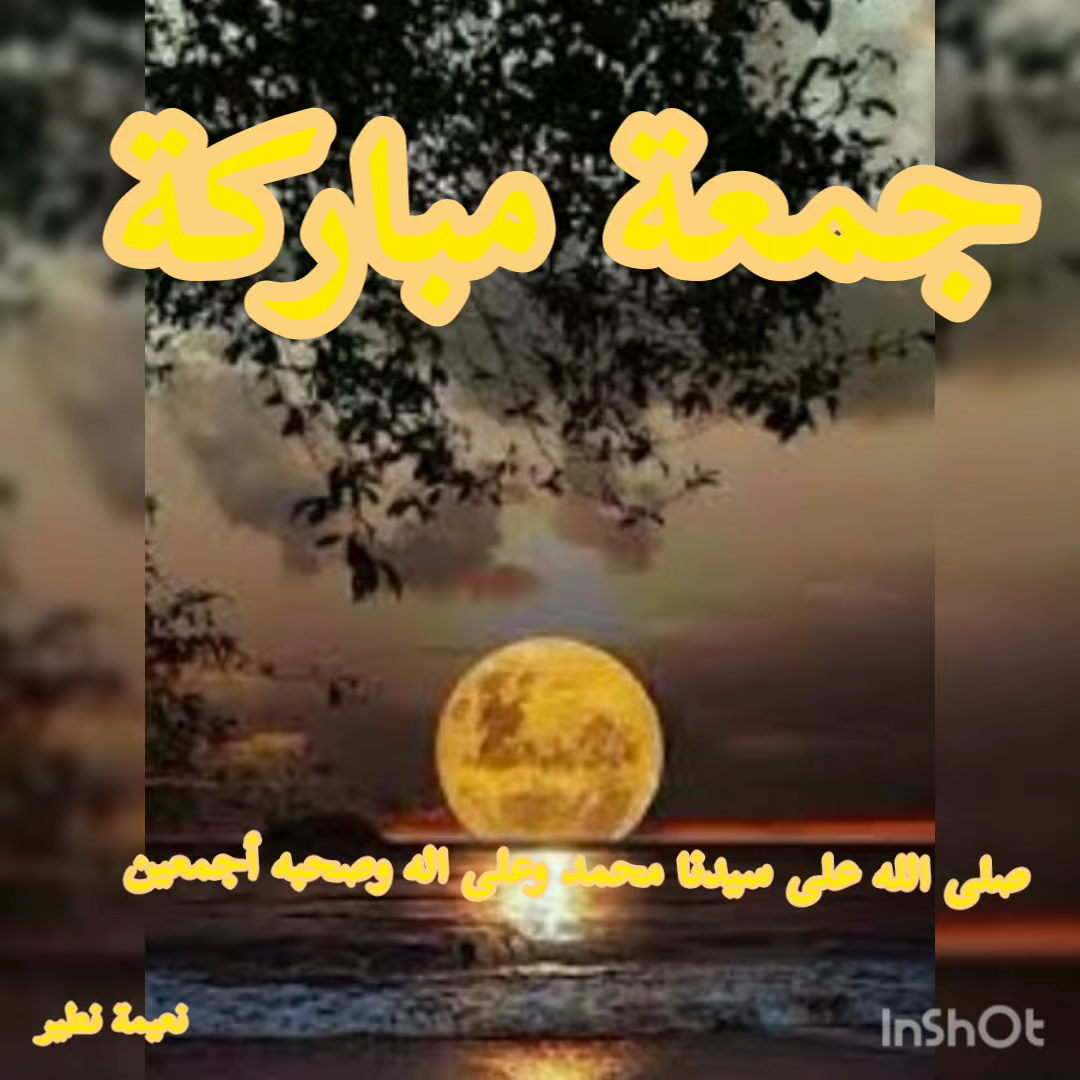 جمعة مباركة
صلى الله على سيدنا محمد وعلى اله وصحبه أجمعين
نعيمة نطير
InShOt